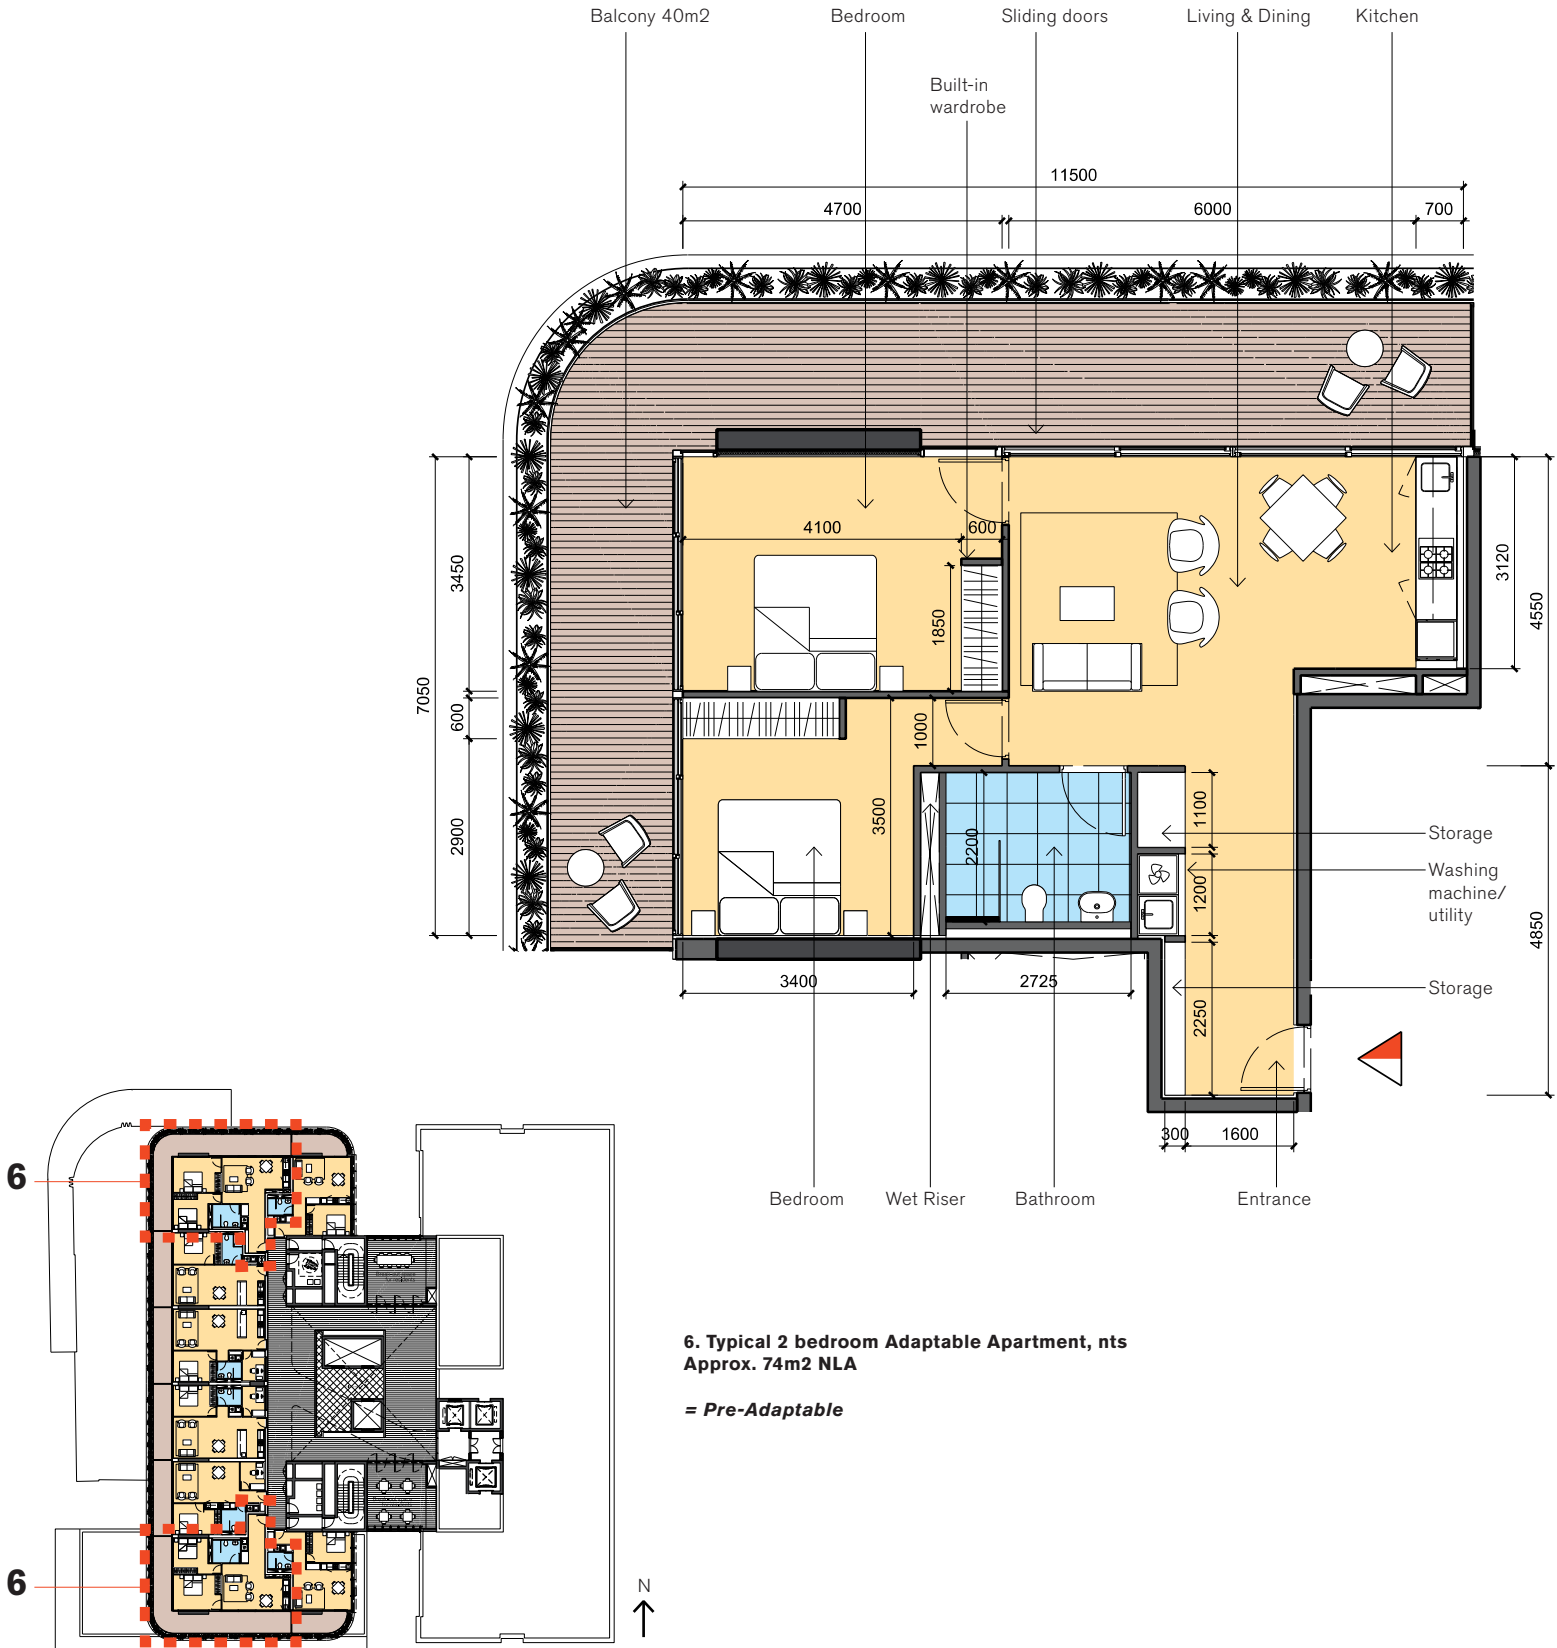 Balcony 40m2
Bedroom
Sliding doors
Living & Dining
Kitchen
Built-in
wardrobe
11500
4700
6000
700
4100
600
3450
1850
3120
4550
7050
600
1000
2900
3500
2200
1100
1200
4850
2250
Storage
Washing
machine/
utility
Storage
3400
2725
300
1600
Bedroom
Wet Riser
Bathroom
Entrance
6
6
N
6. Typical 2 bedroom Adaptable Apartment, nts
Approx. 74m2 NLA
= Pre-Adaptable